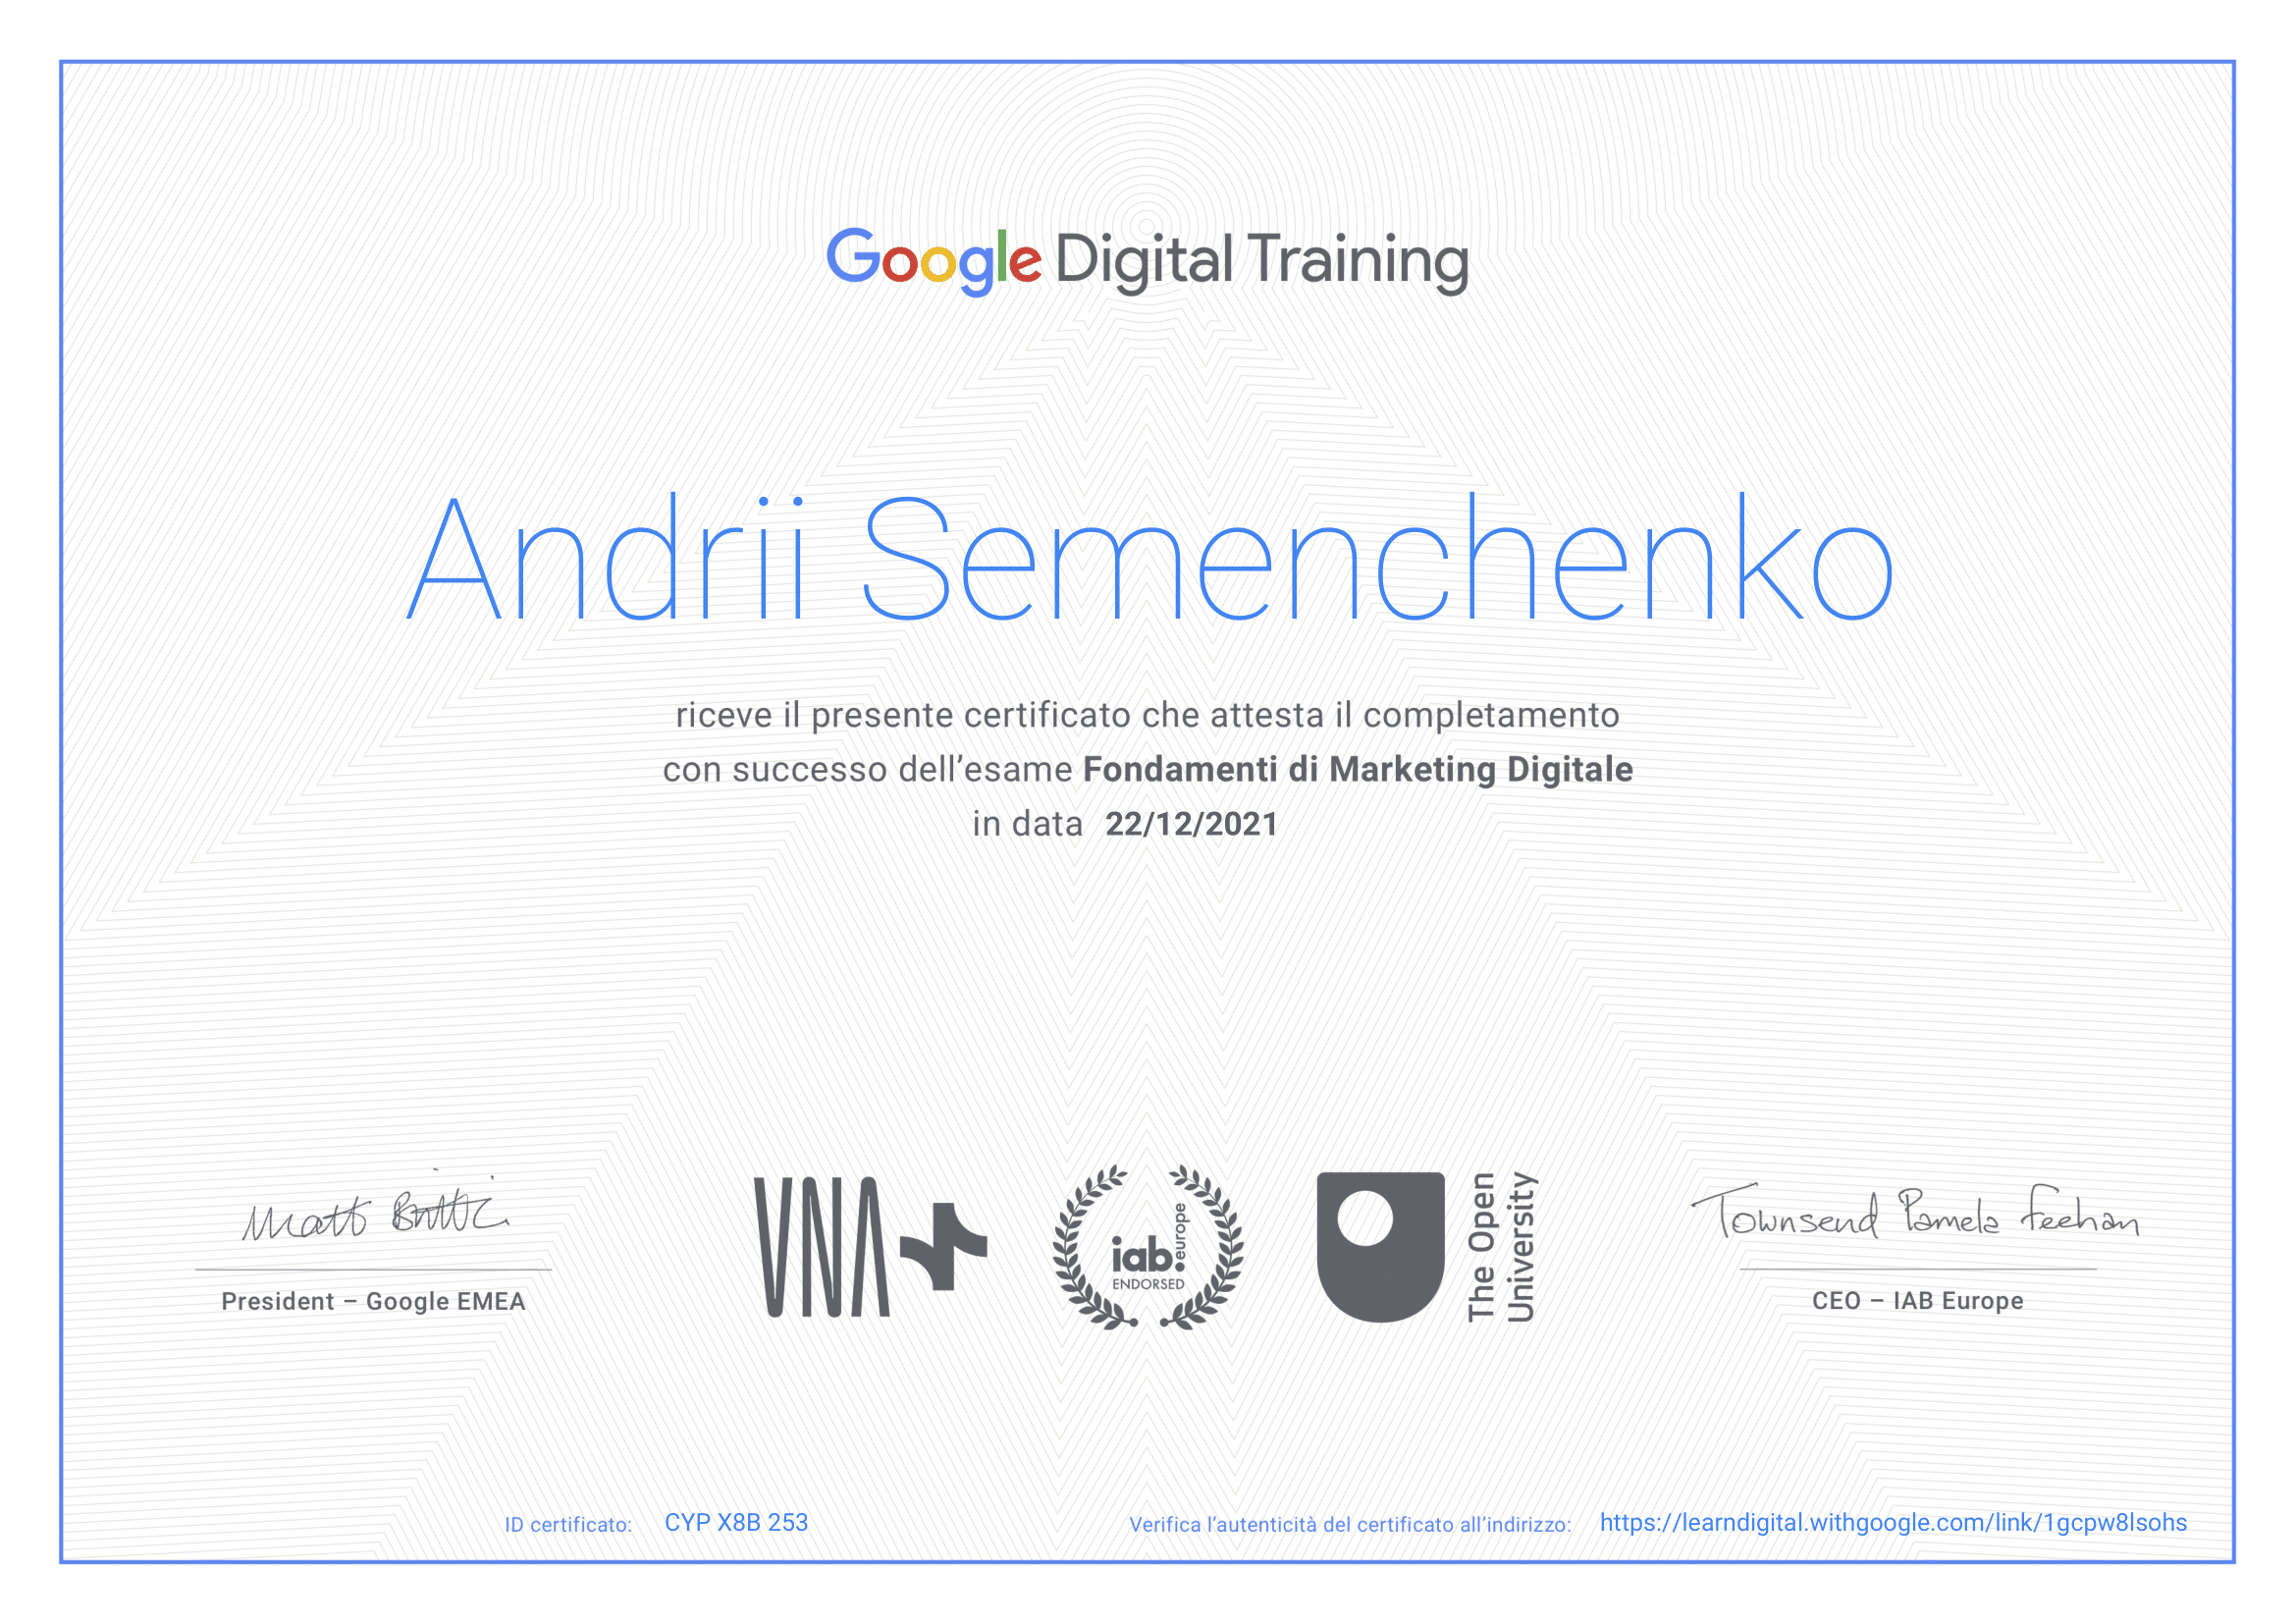 Google Digital Training
Andrii Semenchenko
riceve il presente certificato che attesta il completamento
con successo dell’esame Fondamenti di Marketing Digitale
in data 22/12/2021
Matt Brittin
President – Google EMEA
VNA
iab.europe
ENDORSED
The Open
University
Townsend Pamela Feehan
CEO – IAB Europe
ID certificato: CYP X8B 253
Verifica l’autenticità del certificato all’indirizzo: https://learndigital.withgoogle.com/link/1gcpw8lsohs